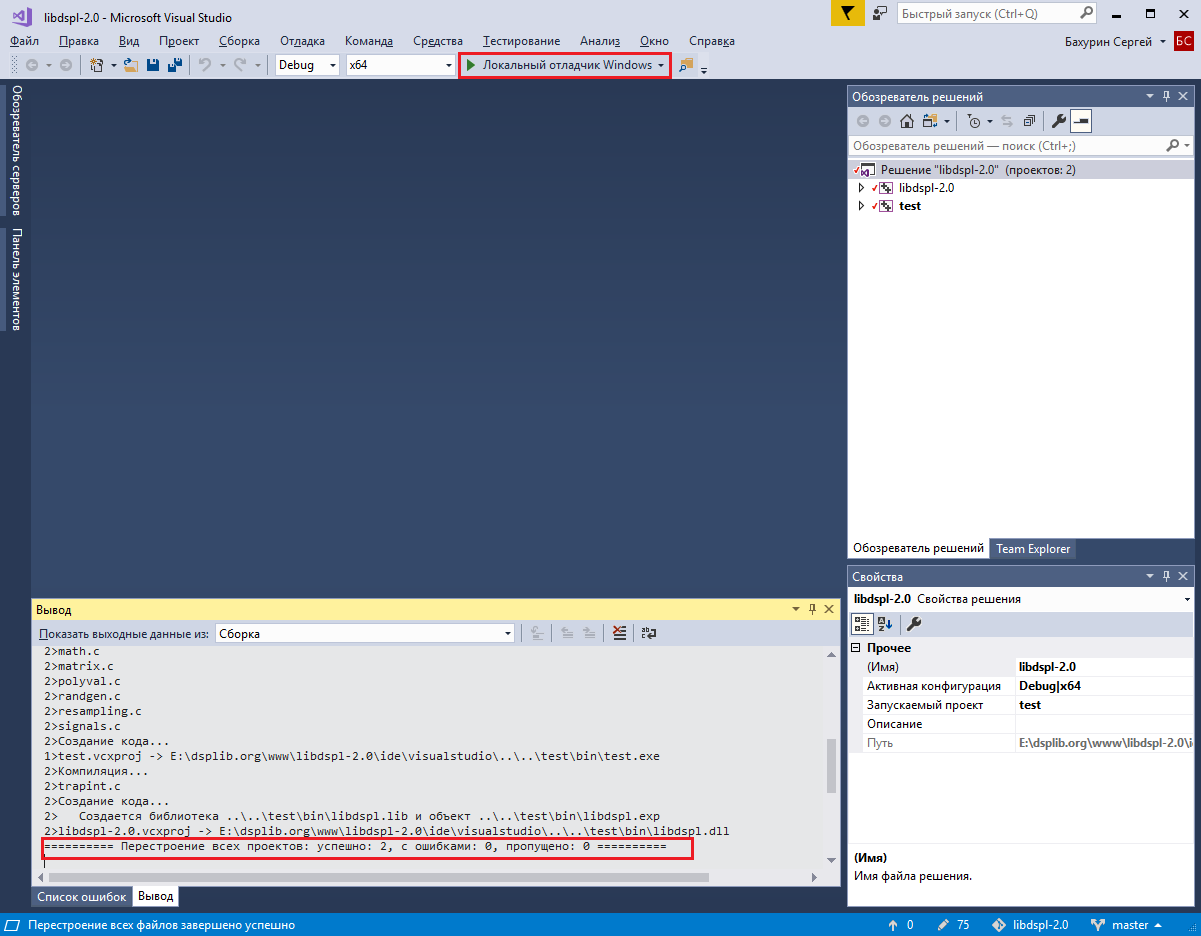 libdspl-2.0 - Microsoft Visual Studio
Быстрый запуск (Ctrl+Q)
Файл Правка Вид Проект Сборка Отладка Команда Средства Тестирование Анализ Окно Справка
Бахурин Сергей БС
Debug x64 Локальный отладчик Windows
Обозреватель серверов
Панель элементов
Обозреватель решений
Обозреватель решений — поиск (Ctrl+;)
Решение "libdspl-2.0" (проектов: 2)
libdspl-2.0
test
Обозреватель решений Team Explorer
Свойства
libdspl-2.0 Свойства решения
Прочее
(Имя) libdspl-2.0
Активная конфигурация Debug|x64
Запускаемый проект test
Описание
Путь E:\dsplib.org\www\libdspl-2.0\i
(Имя)
Имя файла решения.
Вывод
Показать выходные данные из: Сборка
2>math.c
2>matrix.c
2>polyval.c
2>randgen.c
2>resampling.c
2>signals.c
2>Создание кода...
1>test.vcxproj -> E:\dsplib.org\www\libdspl-2.0\ide\visualstudio\..\..\test\bin\test.exe
2>Компиляция...
2>trapint.c
2>Создание кода...
2>   Создается библиотека ..\..\test\bin\libdspl.lib и объект ..\..\test\bin\libdspl.exp
2>libdspl-2.0.vcxproj -> E:\dsplib.org\www\libdspl-2.0\ide\visualstudio\..\..\test\bin\libdspl.dll
========== Перестроение всех проектов: успешно: 2, с ошибками: 0, пропущено: 0 ==========
Список ошибок Вывод
Перестроение всех файлов завершено успешно
0 75 libdspl-2.0 master